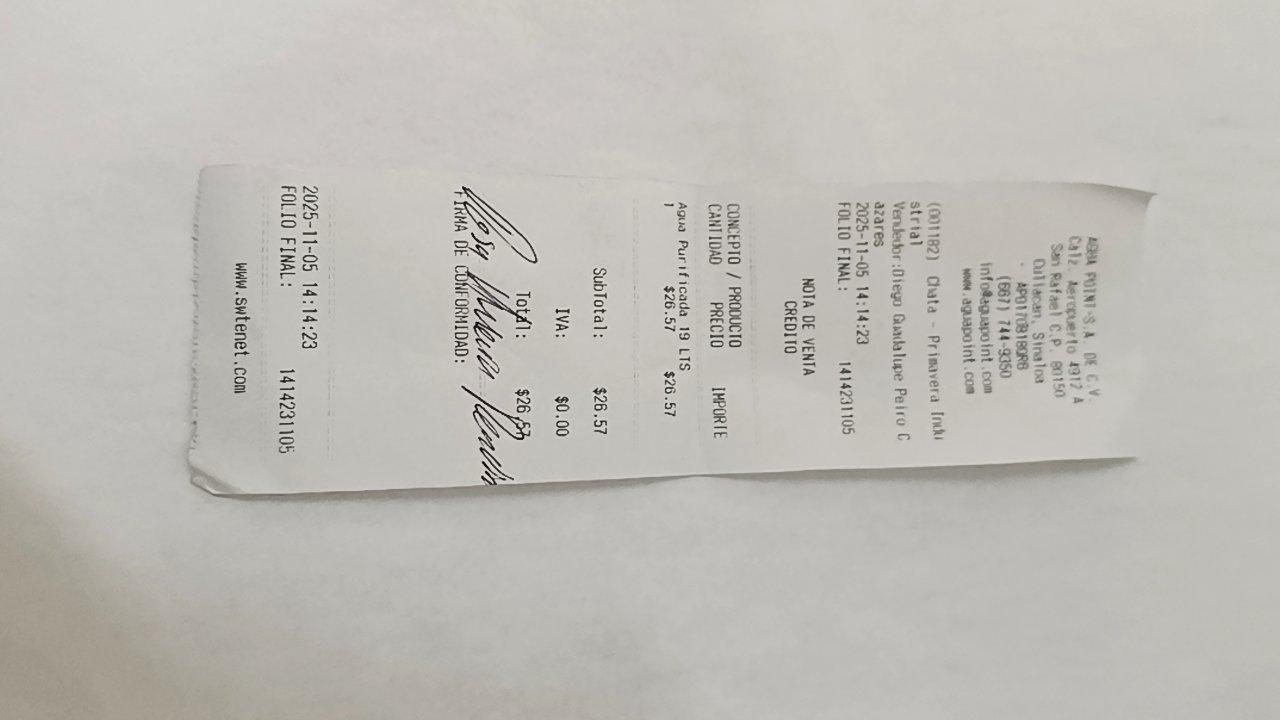 AGUA POINT S.A. DE C.V.
Calz. Aeropuerto 4912 A
San Rafael C.P. 80150
Culiacan, Sinaloa
(667) 744-9350
info@aguapoint.com
www.aguapoint.com
(001182) Chata - Primavera Indu
strial
Vendedor:Diego Guadalupe Peiro C
azares
2025-11-05 14:14:23
FOLIO FINAL: 1414231105
NOTA DE VENTA
CREDITO
CONCEPTO / PRODUCTO
CANTIDAD PRECIO IMPORTE
Agua Purificada 19 LTS
1 $26.57 $26.57
SubTotal: $26.57
IVA: $0.00
Total: $26.57
FIRMA DE CONFORMIDAD:
2025-11-05 14:14:23
FOLIO FINAL: 1414231105
www.swtenet.com